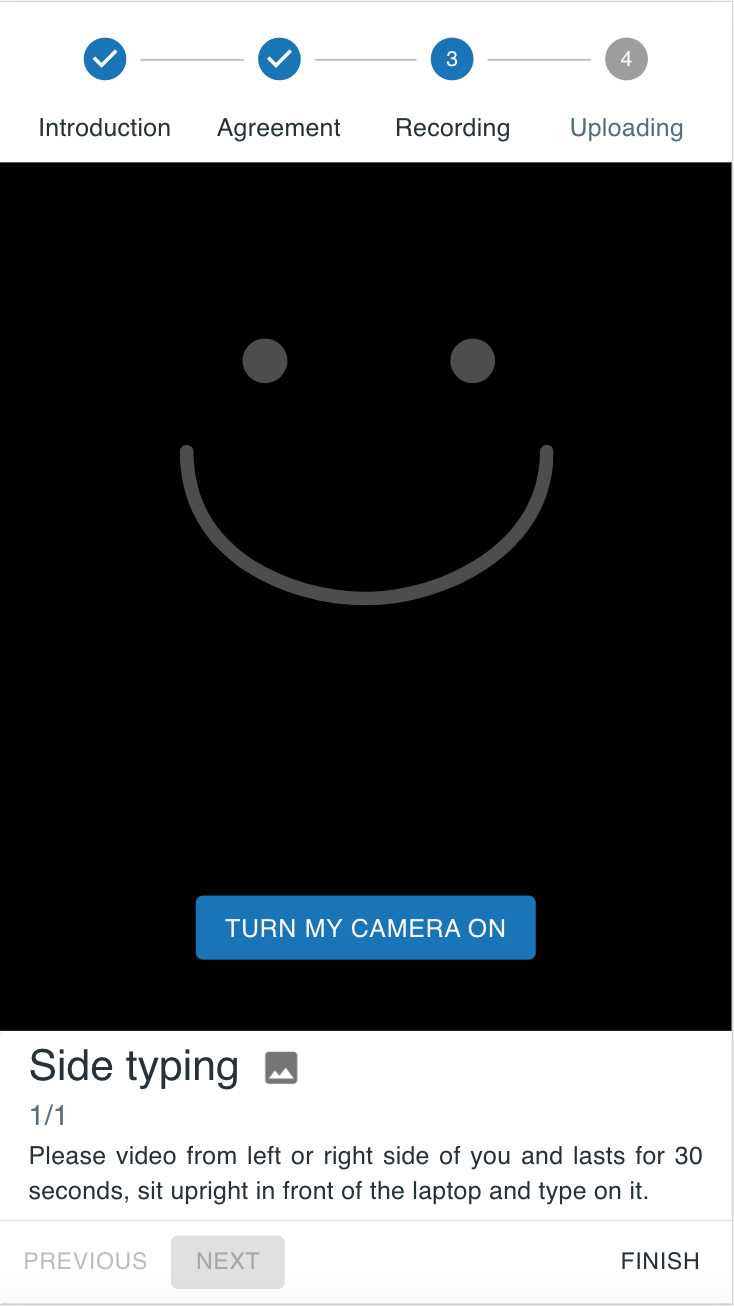 3
4
Introduction
Agreement
Recording
Uploading
TURN MY CAMERA ON
Side typing
1/1
Please video from left or right side of you and lasts for 30
seconds, sit upright in front of the laptop and type on it.
PREVIOUS
NEXT
FINISH